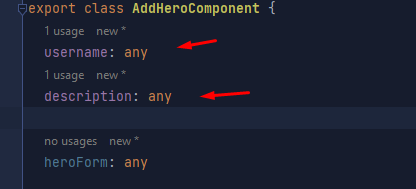 export class AddHeroComponent {
1 usage new *
username: any
1 usage new *
description: any
no usages new *
heroForm: any